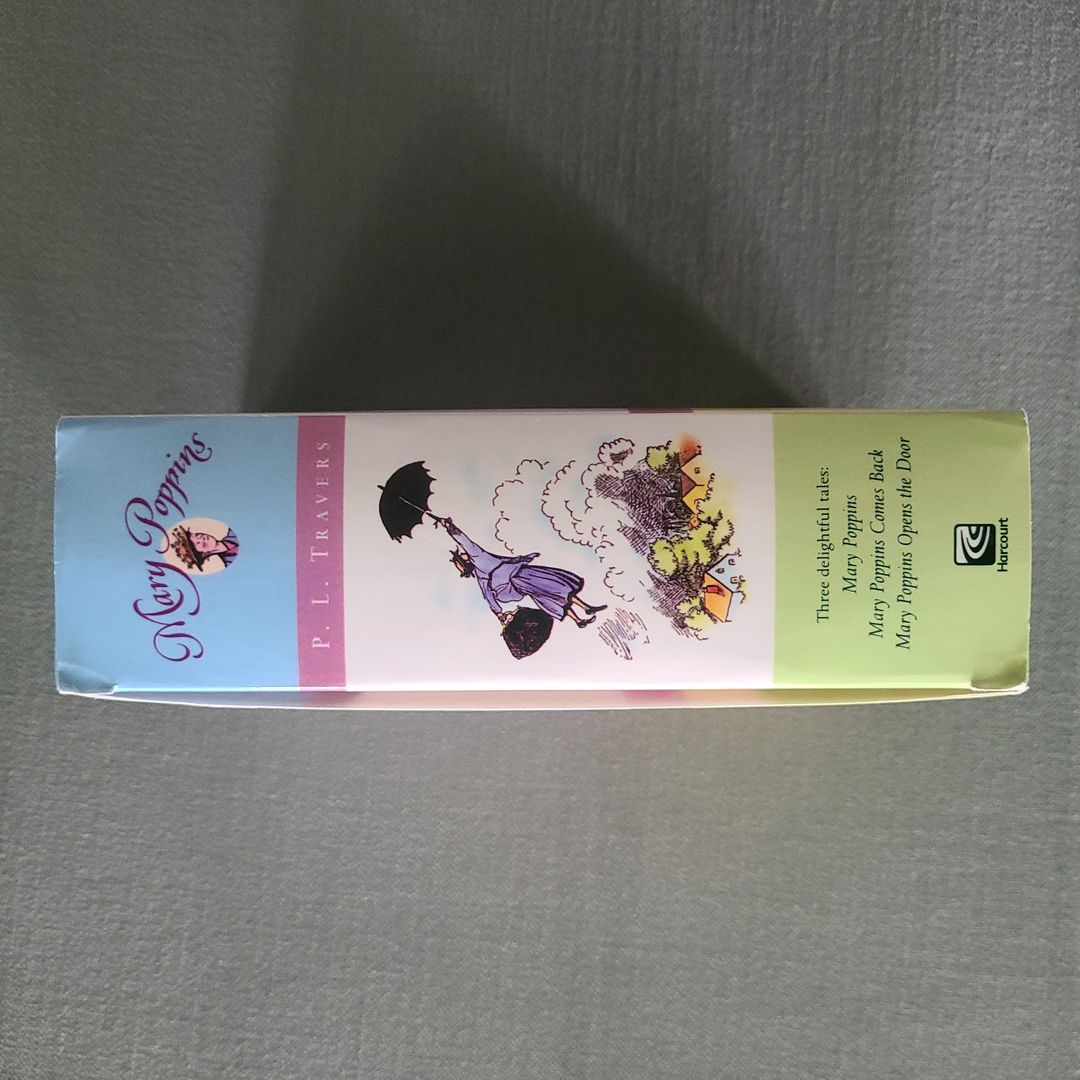 Mary Poppins
P. L. TRAVERS
Three delightful tales:
Mary Poppins
Mary Poppins Comes Back
Mary Poppins Opens the Door
Harcourt